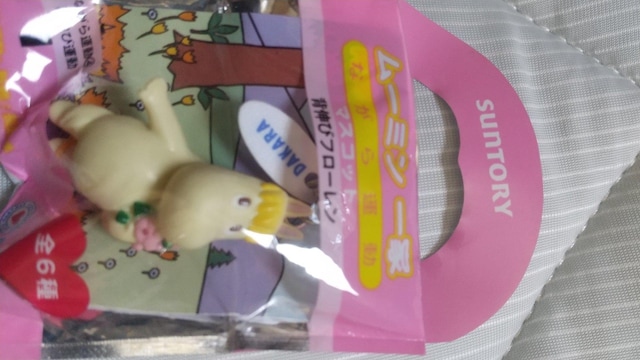 SUNTORY
ムーミン一家
ながら運動
マスコット
背伸びフローレン
DAKARA
全6種